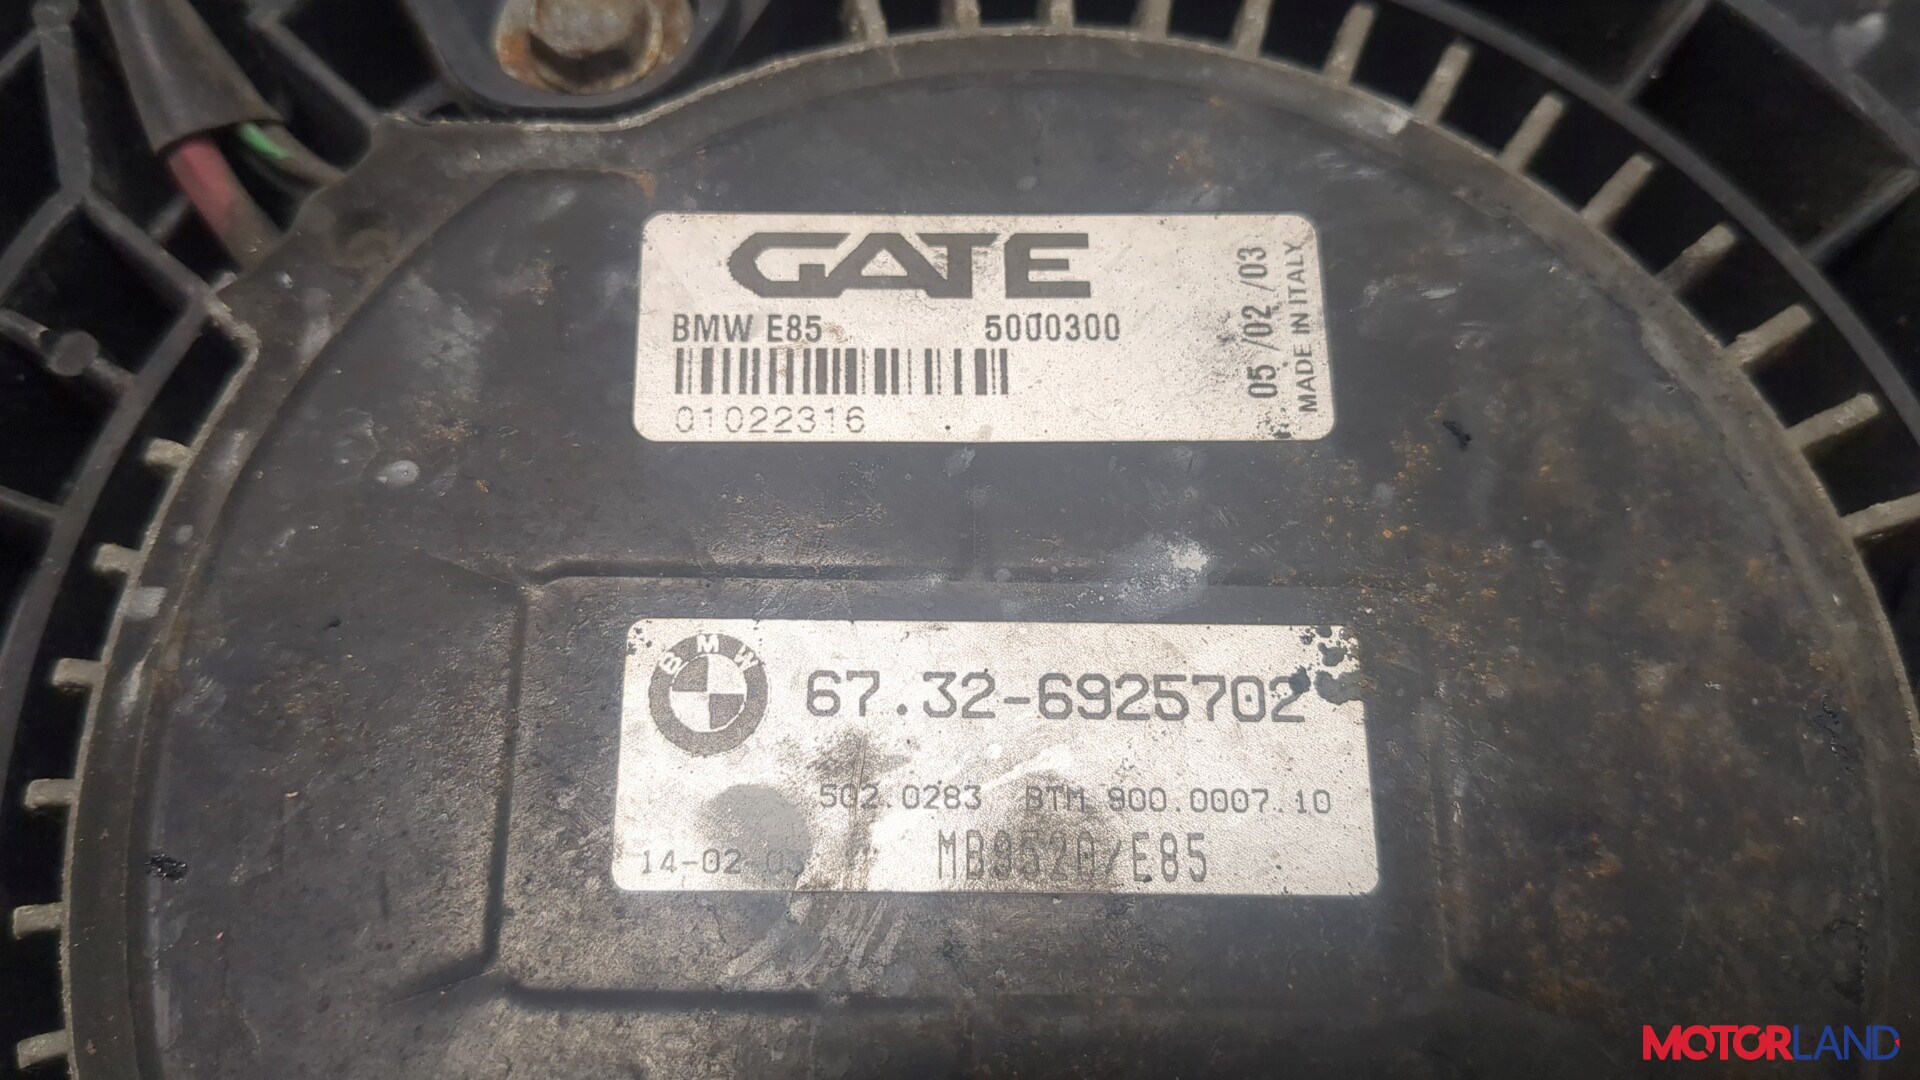 GATE
BMW E85 5000300
01022316
05/02/03
MADE IN ITALY
BMW
67.32-6925702
502.0283 BTM 900.0007.10
14-02 03 MB9520/E85
MOTORLAND